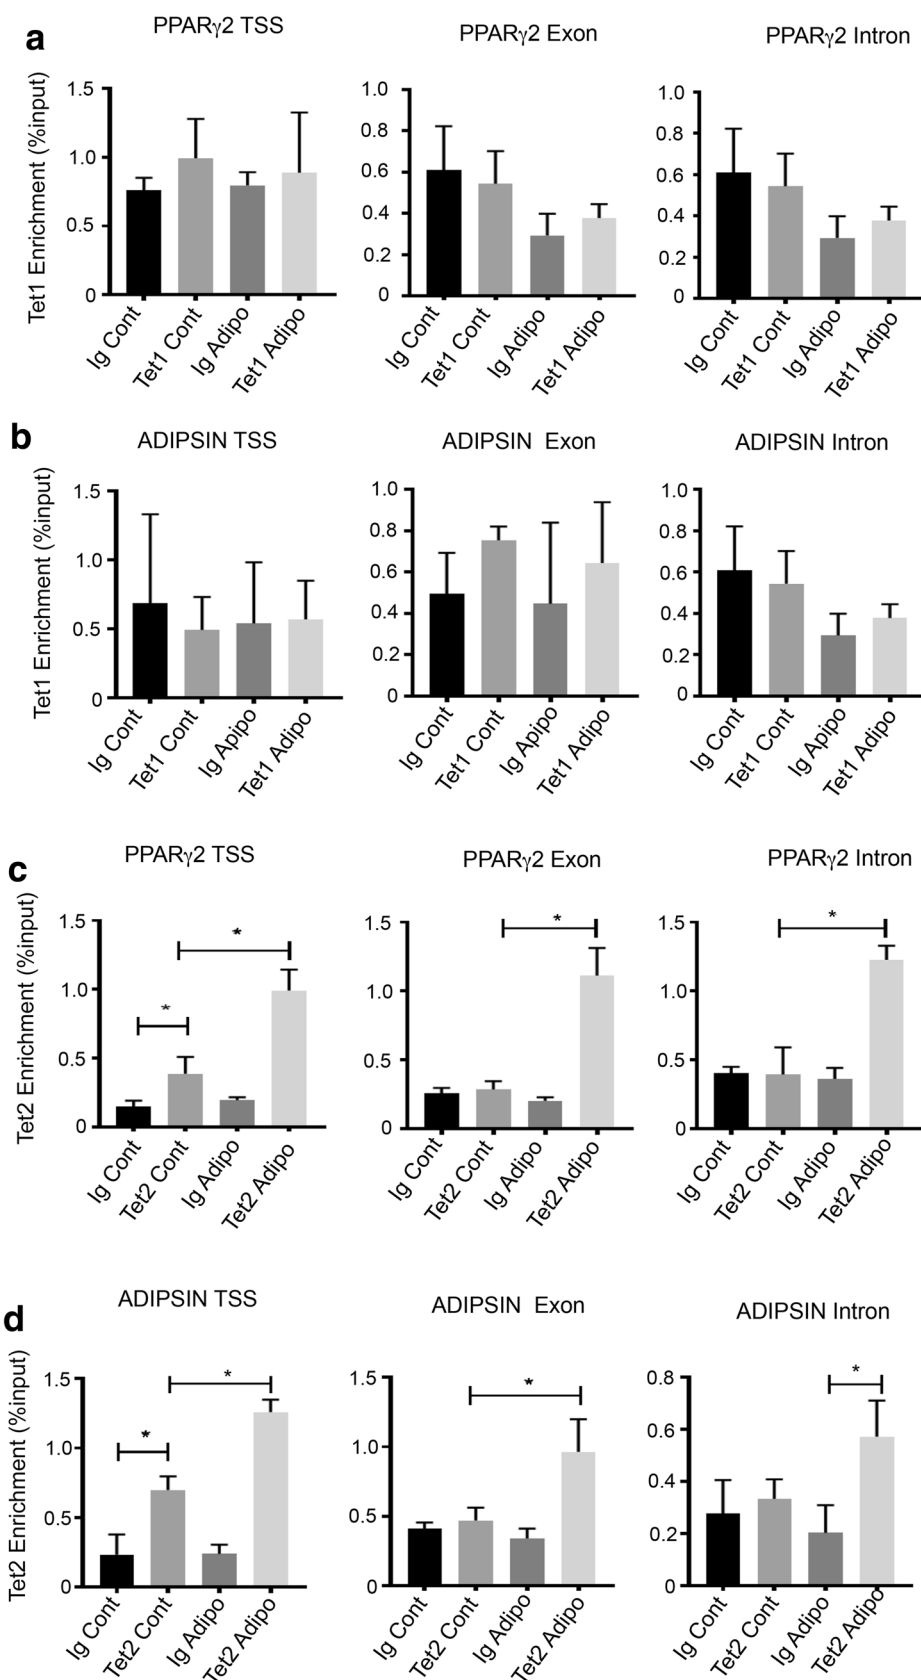 a
PPARγ2 TSS
PPARγ2 Exon
PPARγ2 Intron
Tet1 Enrichment (%input)
1.5
1.0
0.5
0
Ig Cont
Tet1 Cont
Ig Adipo
Tet1 Adipo
1.0
0.8
0.6
0.4
0.2
0
Ig Cont
Tet1 Cont
Ig Adipo
Tet1 Adipo
1.0
0.8
0.6
0.4
0.2
0
Ig Cont
Tet1 Cont
Ig Adipo
Tet1 Adipo
b
ADIPSIN TSS
ADIPSIN Exon
ADIPSIN Intron
Tet1 Enrichment (%input)
1.5
1.0
0.5
0
Ig Cont
Tet1 Cont
Ig Apipo
Tet1 Adipo
1.0
0.8
0.6
0.4
0.2
0
Ig Cont
Tet1 Cont
Ig Apipo
Tet1 Adipo
1.0
0.8
0.6
0.4
0.2
0
Ig Cont
Tet1 Cont
Ig Adipo
Tet1 Adipo
c
PPARγ2 TSS
PPARγ2 Exon
PPARγ2 Intron
Tet2 Enrichment (%input)
1.5
1.0
0.5
0
*
*
Ig Cont
Tet2 Cont
Ig Adipo
Tet2 Adipo
1.5
1.0
0.5
0
*
Ig Cont
Tet2 Cont
Ig Adipo
Tet2 Adipo
1.5
1.0
0.5
0
*
Ig Cont
Tet2 Cont
Ig Adipo
Tet2 Adipo
d
ADIPSIN TSS
ADIPSIN Exon
ADIPSIN Intron
Tet2 Enrichment (%input)
1.5
1.0
0.5
0
*
*
Ig Cont
Tet2 Cont
Ig Adipo
Tet2 Adipo
1.5
1.0
0.5
0
*
Ig Cont
Tet2 Cont
Ig Adipo
Tet2 Adipo
0.8
0.6
0.4
0.2
0
*
Ig Cont
Tet2 Cont
Ig Adipo
Tet2 Adipo